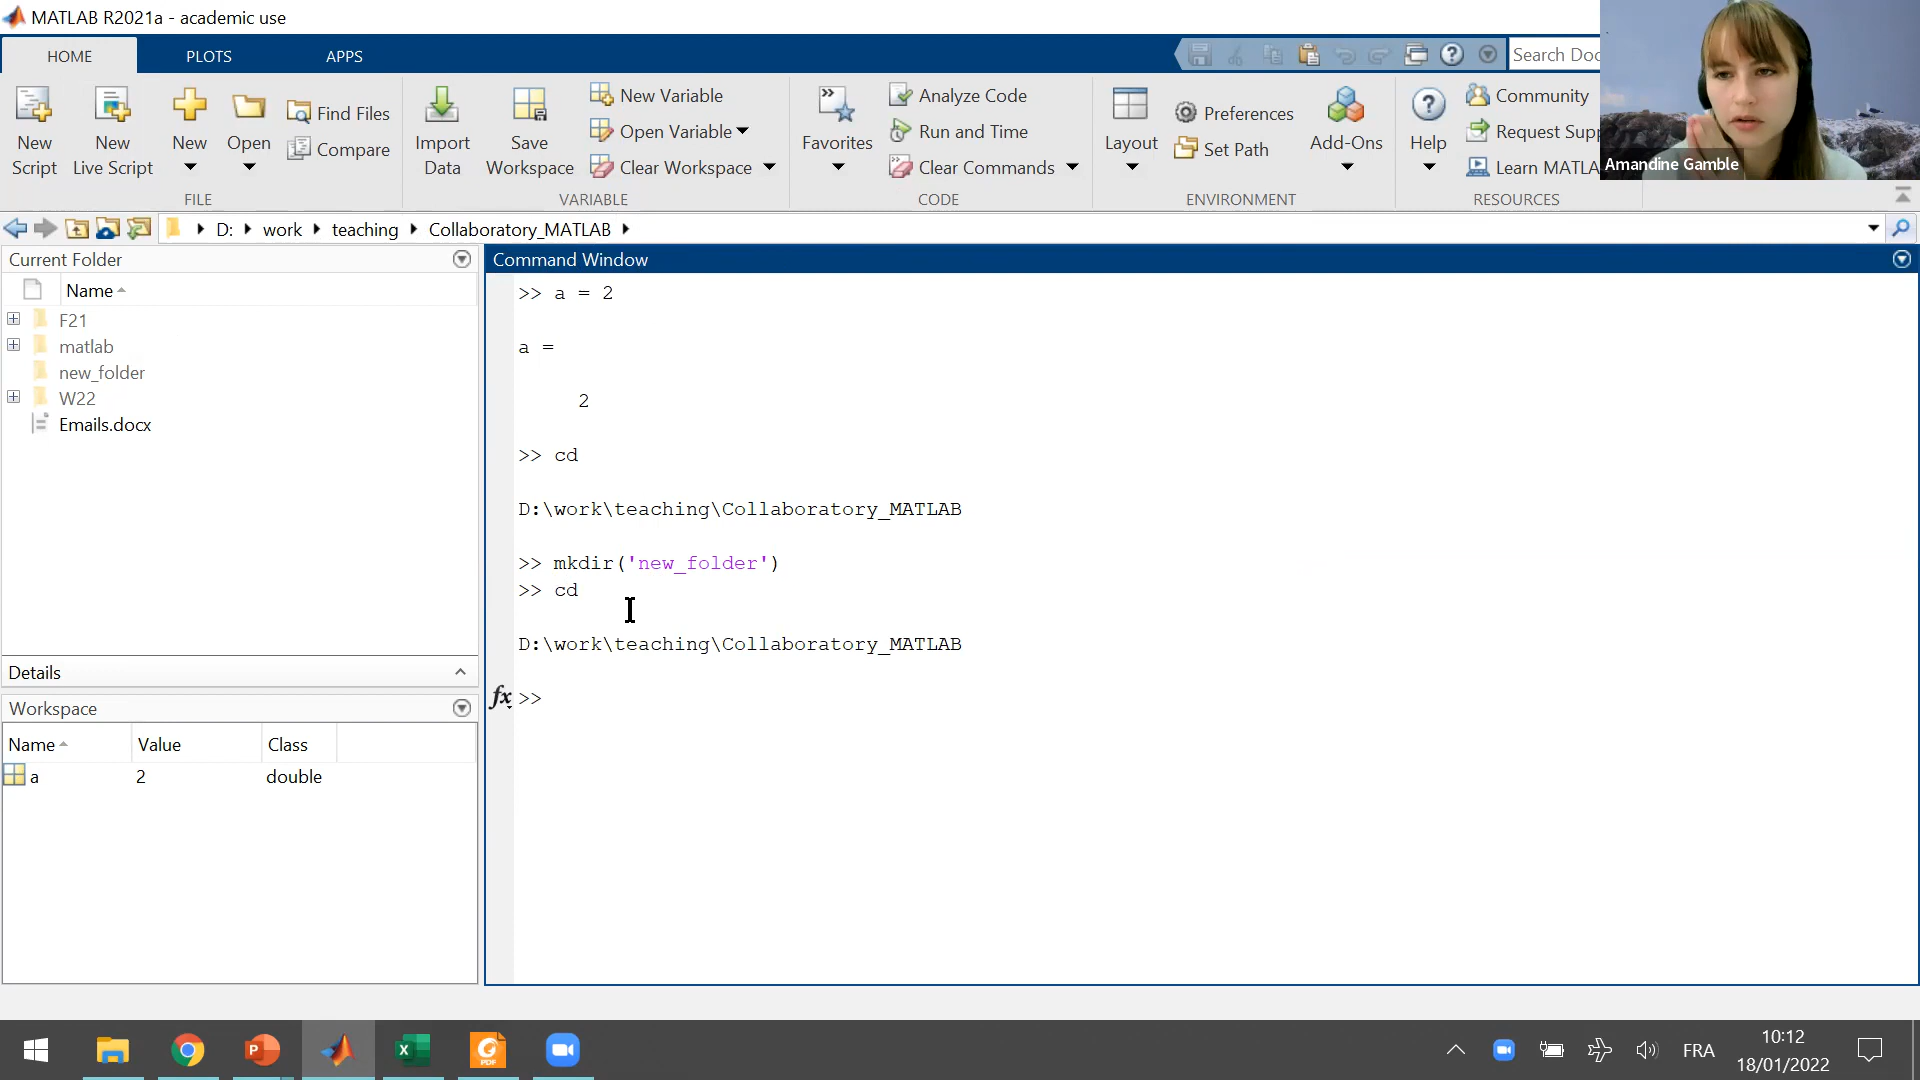 MATLAB R2021a - academic use
HOME PLOTS APPS
Search Doc
New Script
New Live Script
New
Open
Find Files
Compare
FILE
Import Data
Save Workspace
New Variable
Open Variable
Clear Workspace
VARIABLE
Favorites
Analyze Code
Run and Time
Clear Commands
CODE
Layout
Preferences
Set Path
Add-Ons
ENVIRONMENT
Help
Community
Request Supp
Learn MATLA
RESOURCES
Amandine Gamble
D: work teaching Collaboratory_MATLAB
Current Folder
Name
F21
matlab
new_folder
W22
Emails.docx
Details
Workspace
Name Value Class
a 2 double
Command Window
>> a = 2
a =
2
>> cd
D:\work\teaching\Collaboratory_MATLAB
>> mkdir('new_folder')
>> cd
D:\work\teaching\Collaboratory_MATLAB
fx >>
PDF
FRA
10:12
18/01/2022